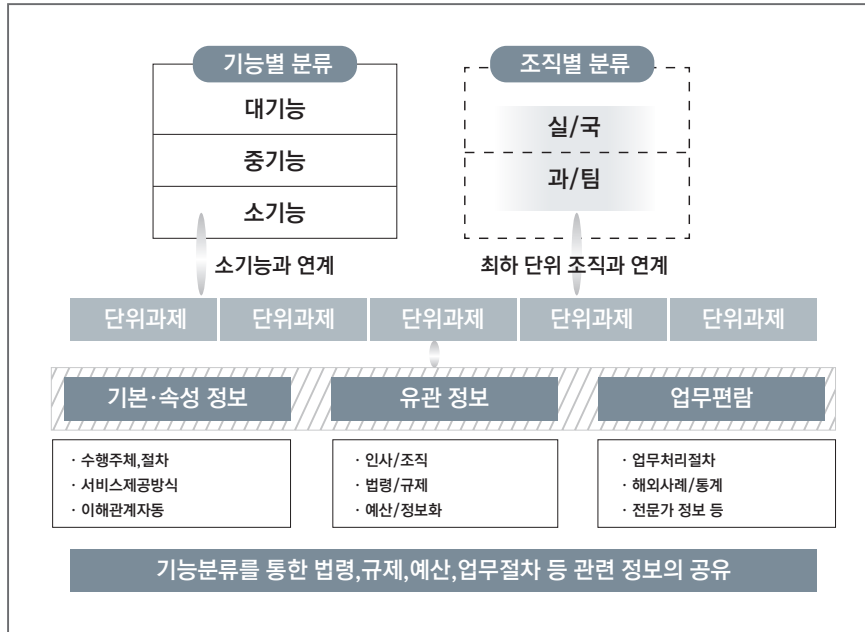 기능별 분류
대기능
중기능
소기능
소기능과 연계
조직별 분류
실/국
과/팀
최하 단위 조직과 연계
단위과제 단위과제 단위과제 단위과제 단위과제
기본·속성 정보
· 수행주체,절차
· 서비스제공방식
· 이해관계자동
유관 정보
· 인사/조직
· 법령/규제
· 예산/정보화
업무편람
· 업무처리절차
· 해외사례/통계
· 전문가 정보 등
기능분류를 통한 법령,규제,예산,업무절차 등 관련 정보의 공유